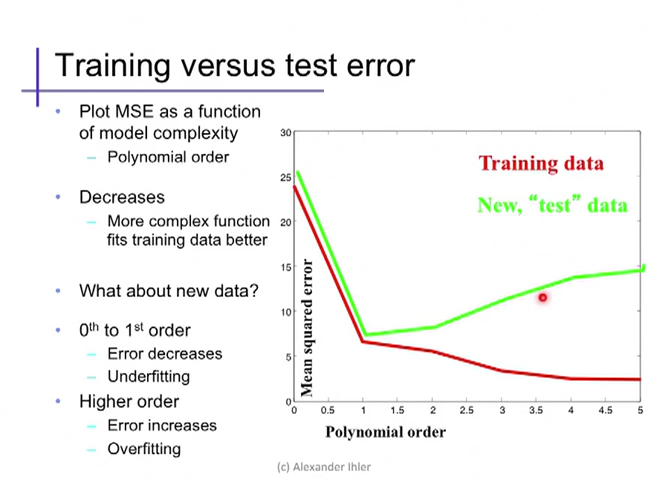 Training versus test error
• Plot MSE as a function
of model complexity
– Polynomial order
• Decreases
– More complex function
fits training data better
• What about new data?
• 0th to 1st order
– Error decreases
– Underfitting
• Higher order
– Error increases
– Overfitting
Training data
New, “test” data
30
25
20
15
10
5
0
Mean squared error
0 0.5 1 1.5 2 2.5 3 3.5 4 4.5 5
Polynomial order
(c) Alexander Ihler